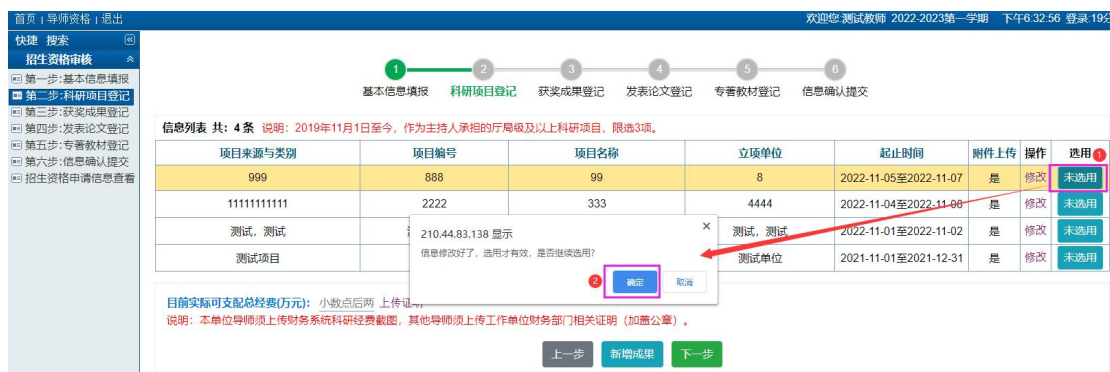 首页 | 导师资格 | 退出
欢迎您:测试教师 2022-2023第一学期 下午6:32:56 登录:19分
快捷 搜索
招生资格审核
第一步:基本信息填报
第二步:科研项目登记
第三步:获奖成果登记
第四步:发表论文登记
第五步:专著教材登记
第六步:信息确认提交
招生资格申请信息查看
1 2 3 4 5 6
基本信息填报 科研项目登记 获奖成果登记 发表论文登记 专著教材登记 信息确认提交
信息列表 共: 4 条 说明: 2019年11月1日至今, 作为主持人承担的厅局级及以上科研项目, 限选3项。
项目来源与类别 项目编号 项目名称 立项单位 起止时间 附件上传 操作 选用 1
999 888 99 8 2022-11-05至2022-11-07 是 修改 未选用
11111111111 2222 333 4444 2022-11-04至2022-11-06 是 修改 未选用
测试, 测试 测试, 测试 2022-11-01至2022-11-02 是 修改 未选用
测试项目 测试单位 2021-11-01至2021-12-31 是 修改 未选用
210.44.83.138 显示
信息修改好了, 选用才有效, 是否继续选用?
2 确定 取消
目前实际可支配总经费(万元): 小数点后两 上传证明
说明: 本单位导师须上传财务系统科研经费截图, 其他导师须上传工作单位财务部门相关证明 (加盖公章) 。
上一步 新增成果 下一步